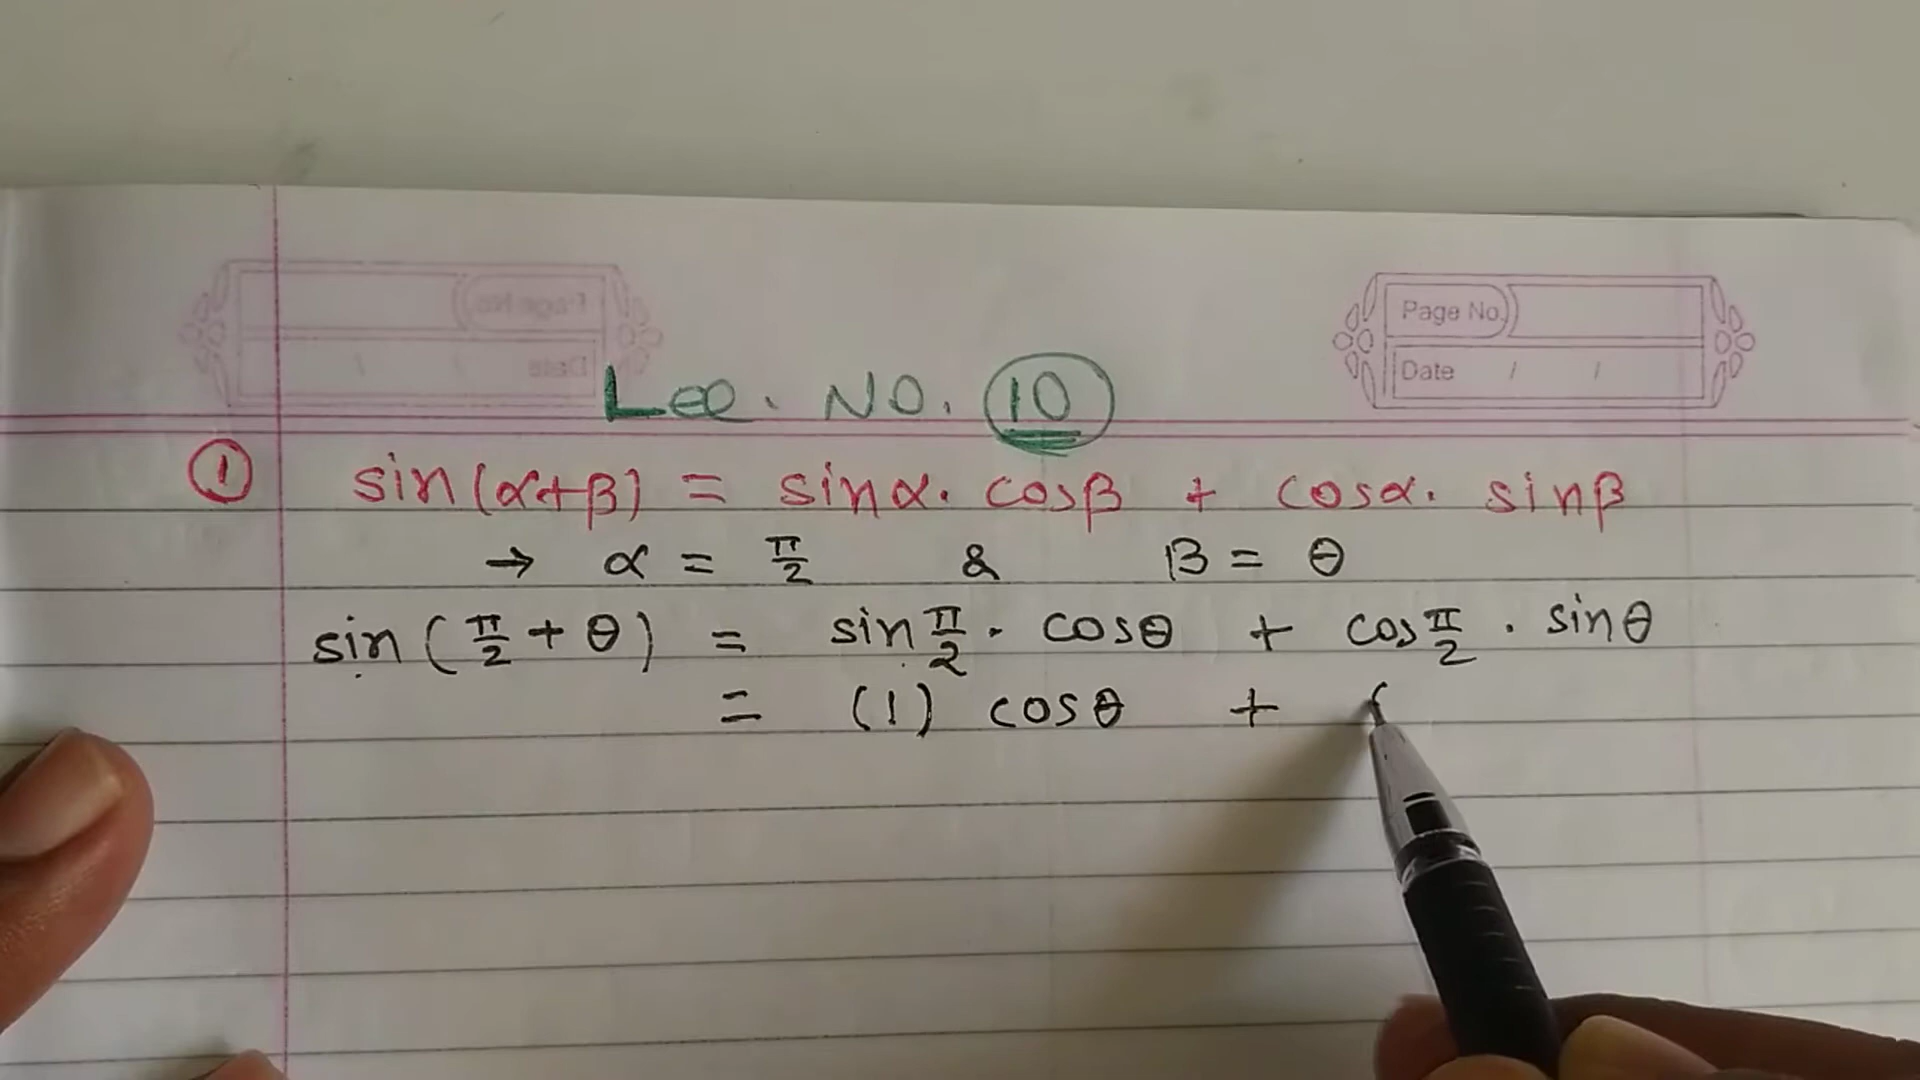 Page No.
Date / /
Lec. No. 10
① sin(α+β) = sinα. cosβ + cosα. sinβ
→ α = π/2 & β = θ
sin(π/2 + θ) = sin π/2 . cosθ + cos π/2 . sinθ
= (1) cosθ + (